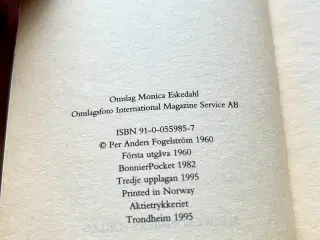 Omslag Monica Eskedahl
Omslagsfoto International Magazine Service AB
ISBN 91-0-055985-7
© Per Anders Fogelström 1960
Första utgåva 1960
BonnierPocket 1982
Tredje upplagan 1995
Printed in Norway
Aktietrykkeriet
Trondheim 1995